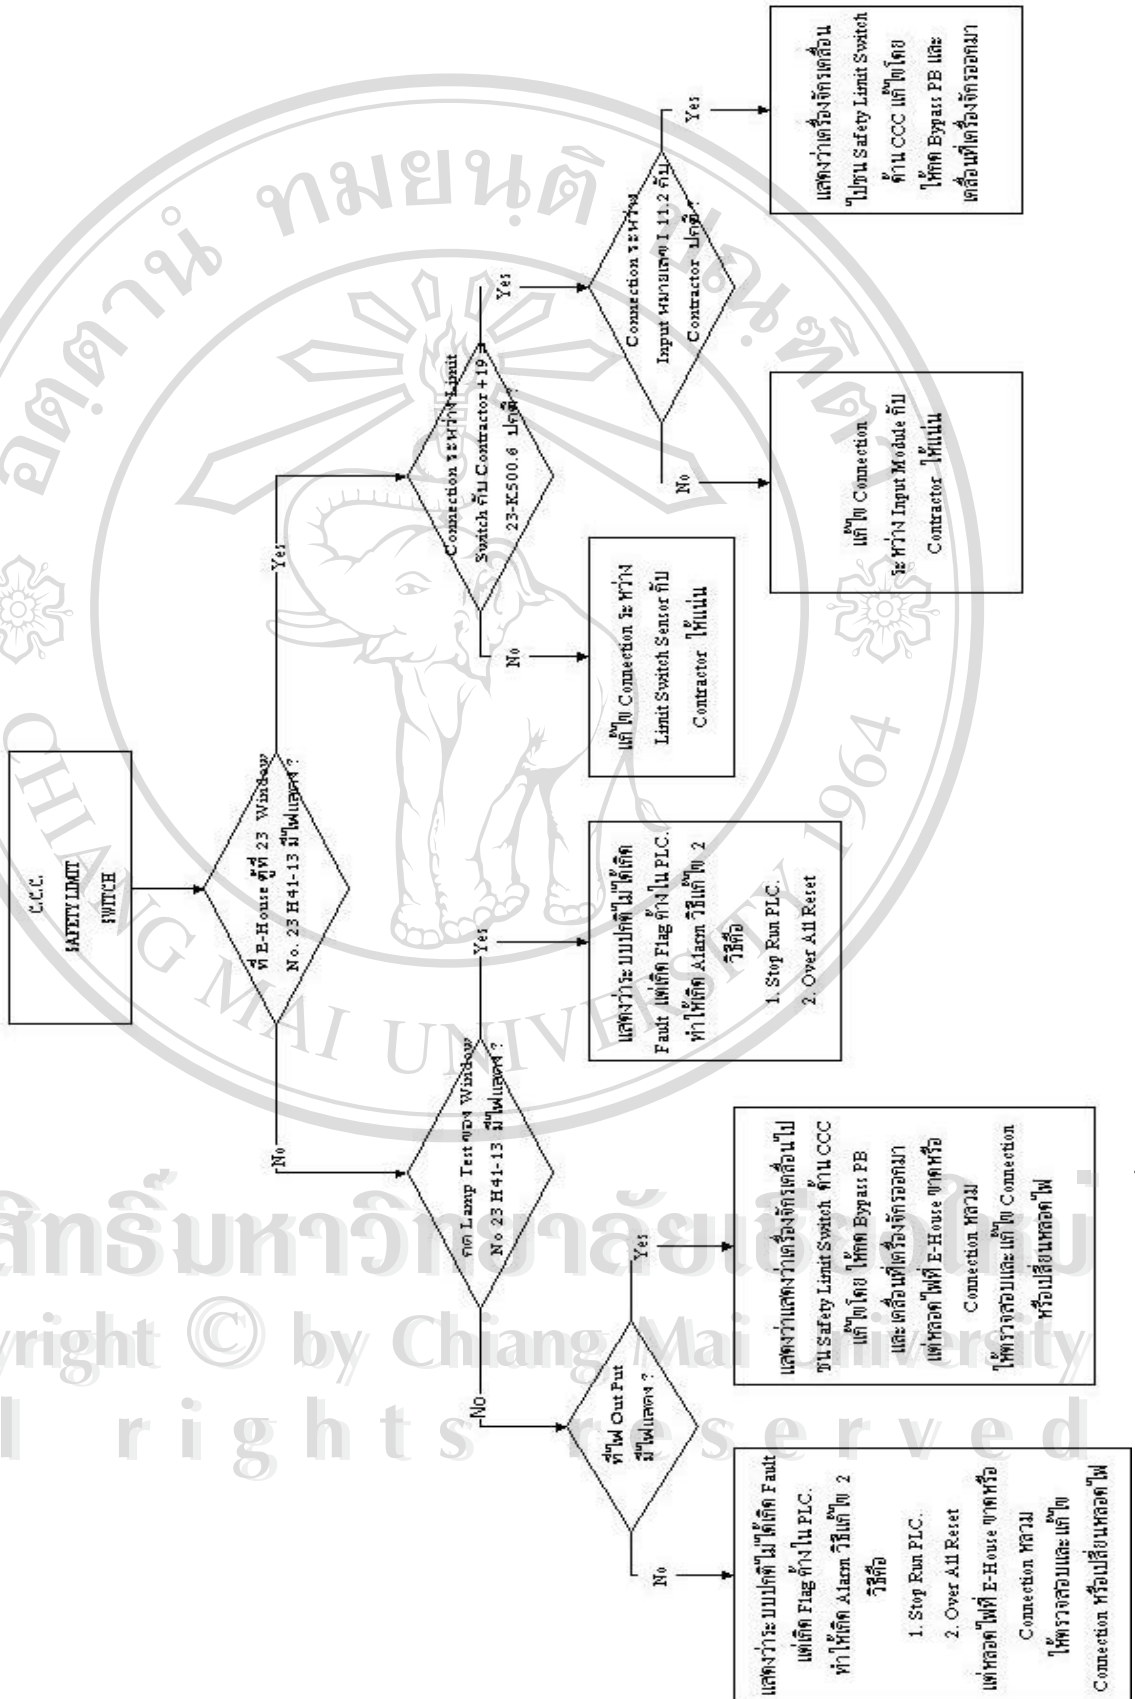 C.C.C.
SAFETY LIMIT
SWITCH
ที่ E-House ตู้ที่ 23 Window
No. 23 H41-13 มีไฟแสดง ?
No
Yes
กด Lamp Test ของ Window
No 23 H41-13 มีไฟแสดง ?
Connection ระหว่าง Limit
Switch กับ Contractor +19
23-K500.6 ปกติ ?
No
Yes
No
Yes
ที่ไฟ Out Put
มีไฟแสดง ?
แสดงว่าระบบปกติไม่ได้เกิด
Fault แต่เกิด Flag ค้างใน PLC.
ทำให้เกิด Alarm วิธีแก้ไข 2
วิธีคือ
1. Stop Run PLC.
2. Over All Reset
แก้ไข Connection ระหว่าง
Limit Switch Sensor กับ
Contractor ให้แน่น
Connection ระหว่าง
Input หมายเลข I 11.2 กับ
Contractor ปกติ ?
No
Yes
No
Yes
แสดงว่าระบบปกติไม่ได้เกิด Fault
แต่เกิด Flag ค้างใน PLC.
ทำให้เกิด Alarm วิธีแก้ไข 2
วิธีคือ
1. Stop Run PLC.
2. Over All Reset
แต่หลอดไฟที่ E-House ขาดหรือ
Connection หลวม
ให้ตรวจสอบและแก้ไข
Connection หรือเปลี่ยนหลอดไฟ
แสดงว่าแสดงว่าเครื่องจักรเคลื่อนไป
ชน Safety Limit Switch ด้าน CCC
แก้ไขโดย ให้กด Bypass PB
และเคลื่อนที่เครื่องจักรออกมา
แต่หลอดไฟที่ E-House ขาดหรือ
Connection หลวม
ให้ตรวจสอบและแก้ไข Connection
หรือเปลี่ยนหลอดไฟ
แก้ไข Connection
ระหว่าง Input Module กับ
Contractor ให้แน่น
แสดงว่าเครื่องจักรเคลื่อน
ไปชน Safety Limit Switch
ด้าน CCC แก้ไขโดย
ให้กด Bypass PB และ
เคลื่อนที่เครื่องจักรออกมา
CHIANG MAI UNIVERSITY 1964
yright © by Chiang Mai University
rights reserved